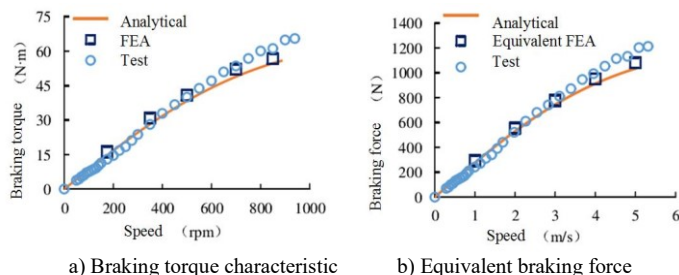 75
60
45
30
15
0
Braking torque (N·m)
Analytical
FEA
Test
0 200 400 600 800 1000
Speed (rpm)
a) Braking torque characteristic
1400
1200
1000
800
600
400
200
0
Braking force (N)
Analytical
Equivalent FEA
Test
0 1 2 3 4 5 6
Speed (m/s)
b) Equivalent braking force